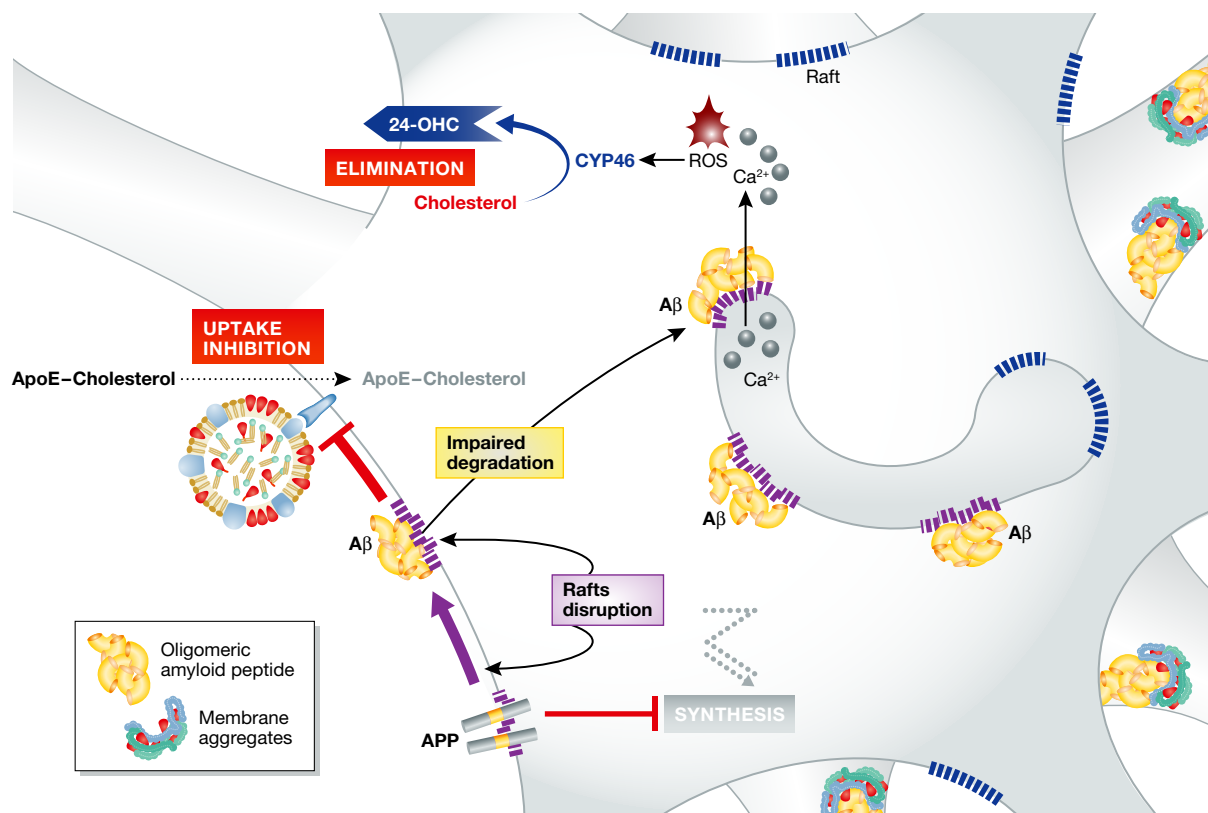 Raft
24-OHC
ELIMINATION
Cholesterol
CYP46
ROS
Ca²⁺
Aβ
Ca²⁺
UPTAKE
INHIBITION
ApoE–Cholesterol
ApoE–Cholesterol
Impaired
degradation
Aβ
Aβ
Aβ
Rafts
disruption
Oligomeric
amyloid peptide
Membrane
aggregates
APP
SYNTHESIS